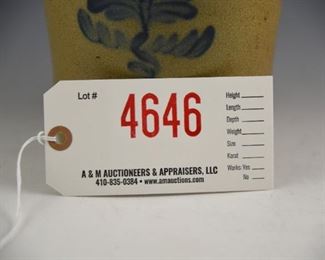 Lot #
4646
A & M AUCTIONEERS & APPRAISERS, LLC
410-835-0384 • www.amauctions.com
Height
Length
Depth
Weight
Size
Karat
Works: Yes
No